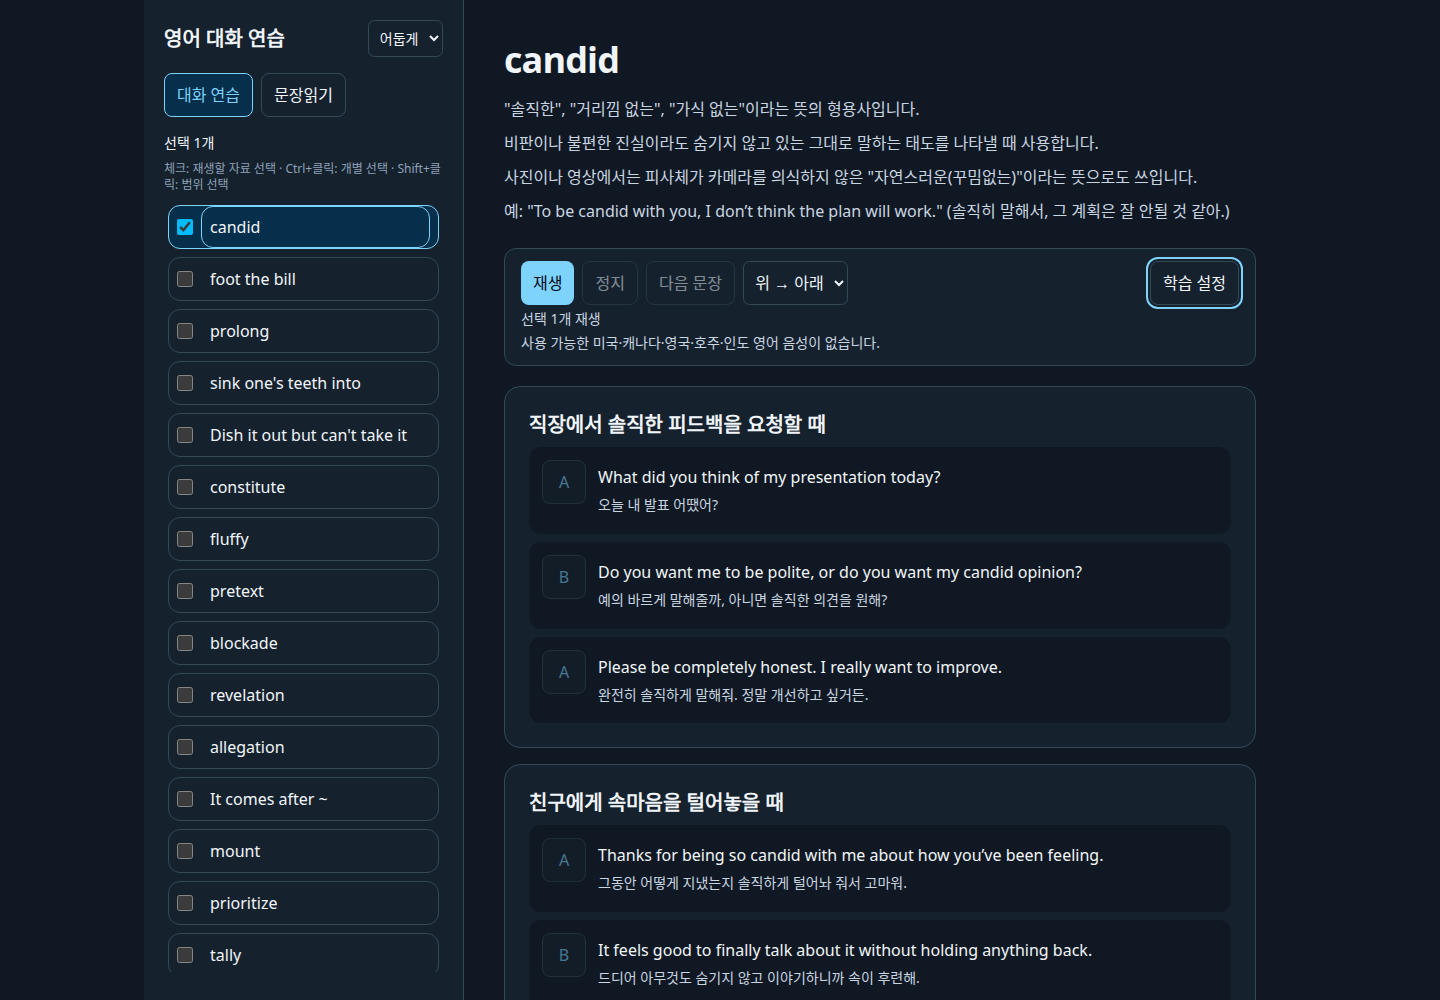 영어 대화 연습
어둡게
대화 연습
문장읽기
선택 1개
체크: 재생할 자료 선택 · Ctrl+클릭: 개별 선택 · Shift+클
릭: 범위 선택
candid
foot the bill
prolong
sink one's teeth into
Dish it out but can't take it
constitute
fluffy
pretext
blockade
revelation
allegation
It comes after ~
mount
prioritize
tally
candid
"솔직한", "거리낌 없는", "가식 없는"이라는 뜻의 형용사입니다.
비판이나 불편한 진실이라도 숨기지 않고 있는 그대로 말하는 태도를 나타낼 때 사용합니다.
사진이나 영상에서는 피사체가 카메라를 의식하지 않은 "자연스러운(꾸밈없는)"이라는 뜻으로도 쓰입니다.
예: "To be candid with you, I don’t think the plan will work." (솔직히 말해서, 그 계획은 잘 안될 것 같아.)
재생
정지
다음 문장
위 → 아래
학습 설정
선택 1개 재생
사용 가능한 미국·캐나다·영국·호주·인도 영어 음성이 없습니다.
직장에서 솔직한 피드백을 요청할 때
A
What did you think of my presentation today?
오늘 내 발표 어땠어?
B
Do you want me to be polite, or do you want my candid opinion?
예의 바르게 말해줄까, 아니면 솔직한 의견을 원해?
A
Please be completely honest. I really want to improve.
완전히 솔직하게 말해줘. 정말 개선하고 싶거든.
친구에게 속마음을 털어놓을 때
A
Thanks for being so candid with me about how you’ve been feeling.
그동안 어떻게 지냈는지 솔직하게 털어놔 줘서 고마워.
B
It feels good to finally talk about it without holding anything back.
드디어 아무것도 숨기지 않고 이야기하니까 속이 후련해.